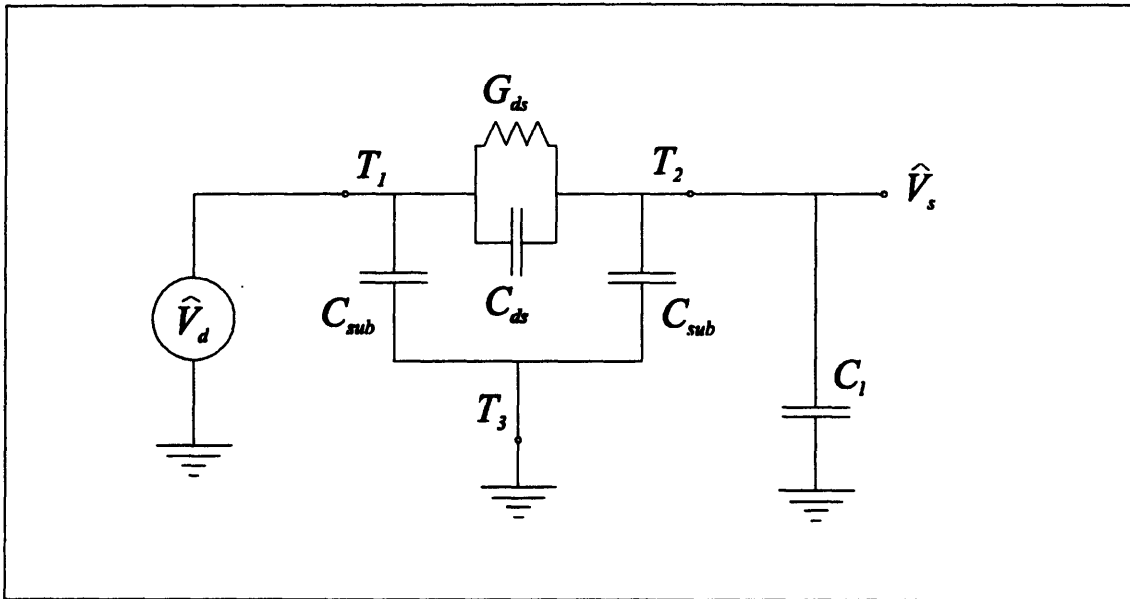 G_ds
T_1
T_2
V̂_s
V̂_d
C_sub
C_ds
C_sub
C_l
T_3